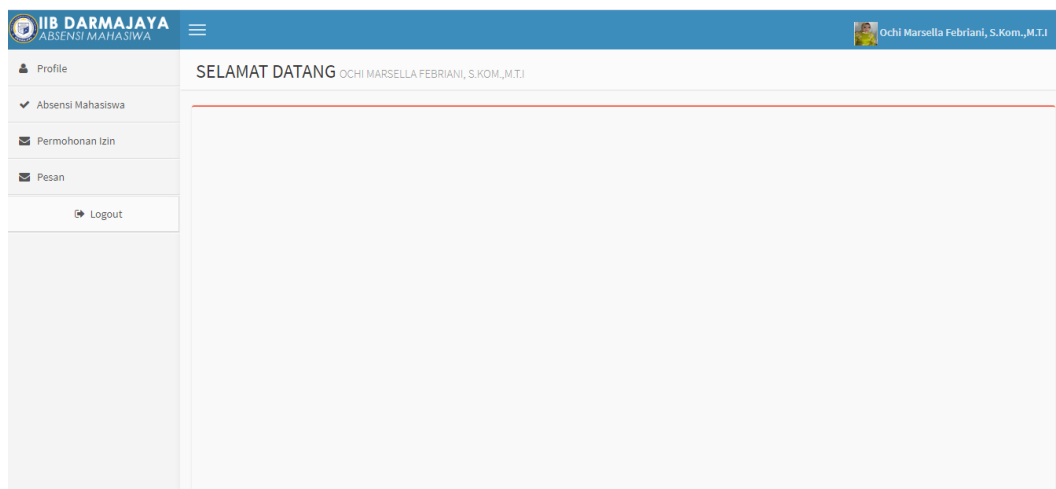 IIB DARMAJAYA
ABSENSI MAHASIWA
Ochi Marsella Febriani, S.Kom.,M.T.I
Profile
SELAMAT DATANG OCHI MARSELLA FEBRIANI, S.KOM.,M.T.I
Absensi Mahasiswa
Permohonan Izin
Pesan
Logout